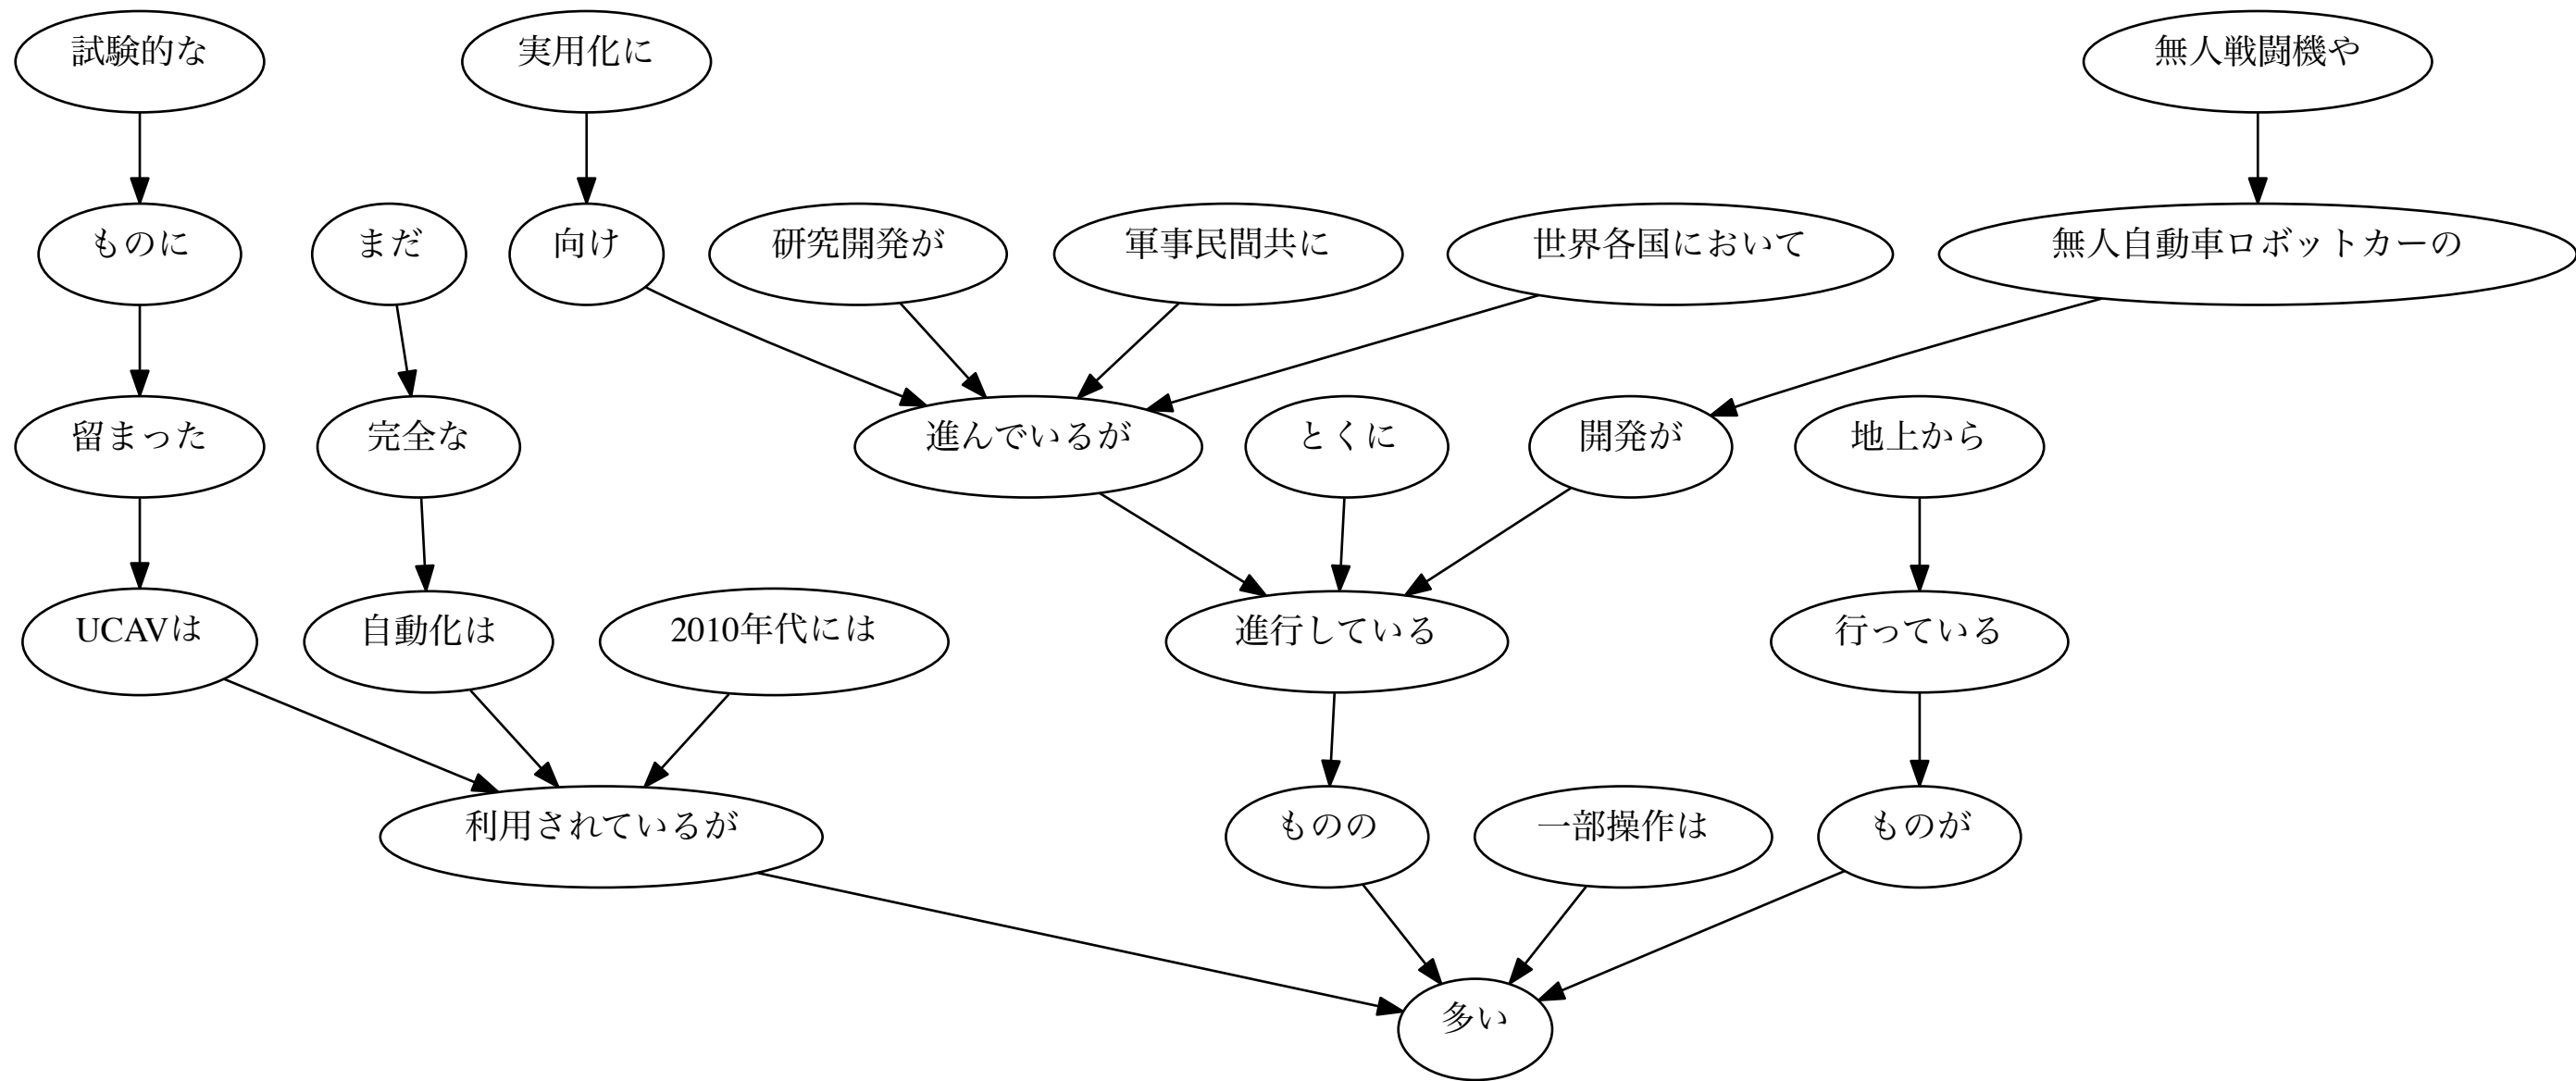 試験的な
実用化に
無人戦闘機や
ものに
まだ
向け
研究開発が
軍事民間共に
世界各国において
無人自動車ロボットカーの
留まった
完全な
進んでいるが
とくに
開発が
地上から
UCAVは
自動化は
2010年代には
進行している
行っている
利用されているが
ものの
一部操作は
ものが
多い